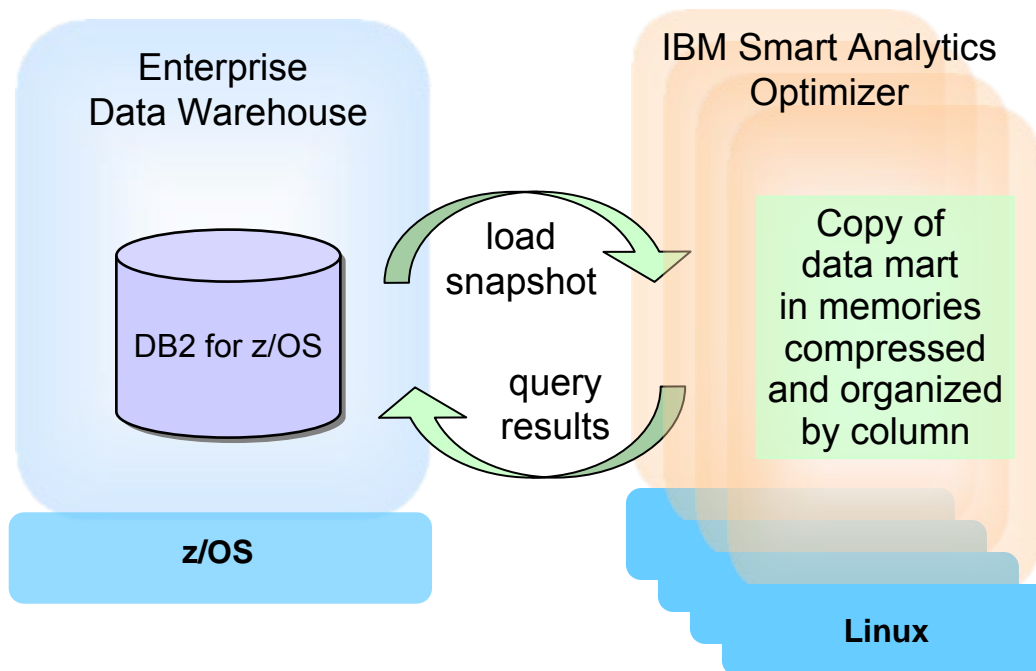 Enterprise
Data Warehouse
DB2 for z/OS
z/OS
load
snapshot
query
results
IBM Smart Analytics
Optimizer
Copy of
data mart
in memories
compressed
and organized
by column
Linux